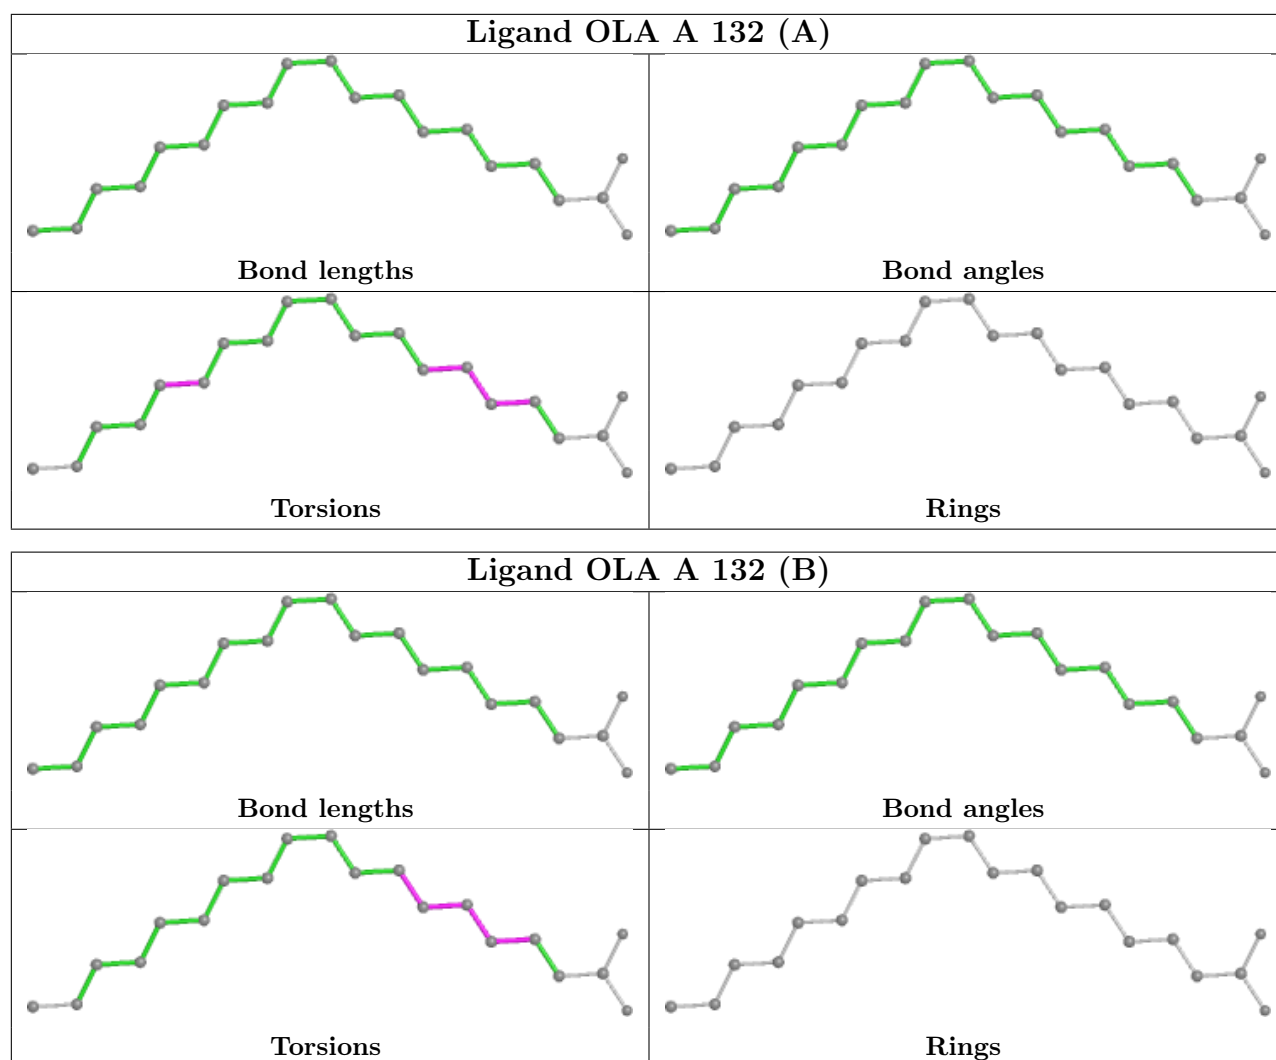 Ligand OLA A 132 (A)
Bond lengths
Bond angles
Torsions
Rings
Ligand OLA A 132 (B)
Bond lengths
Bond angles
Torsions
Rings